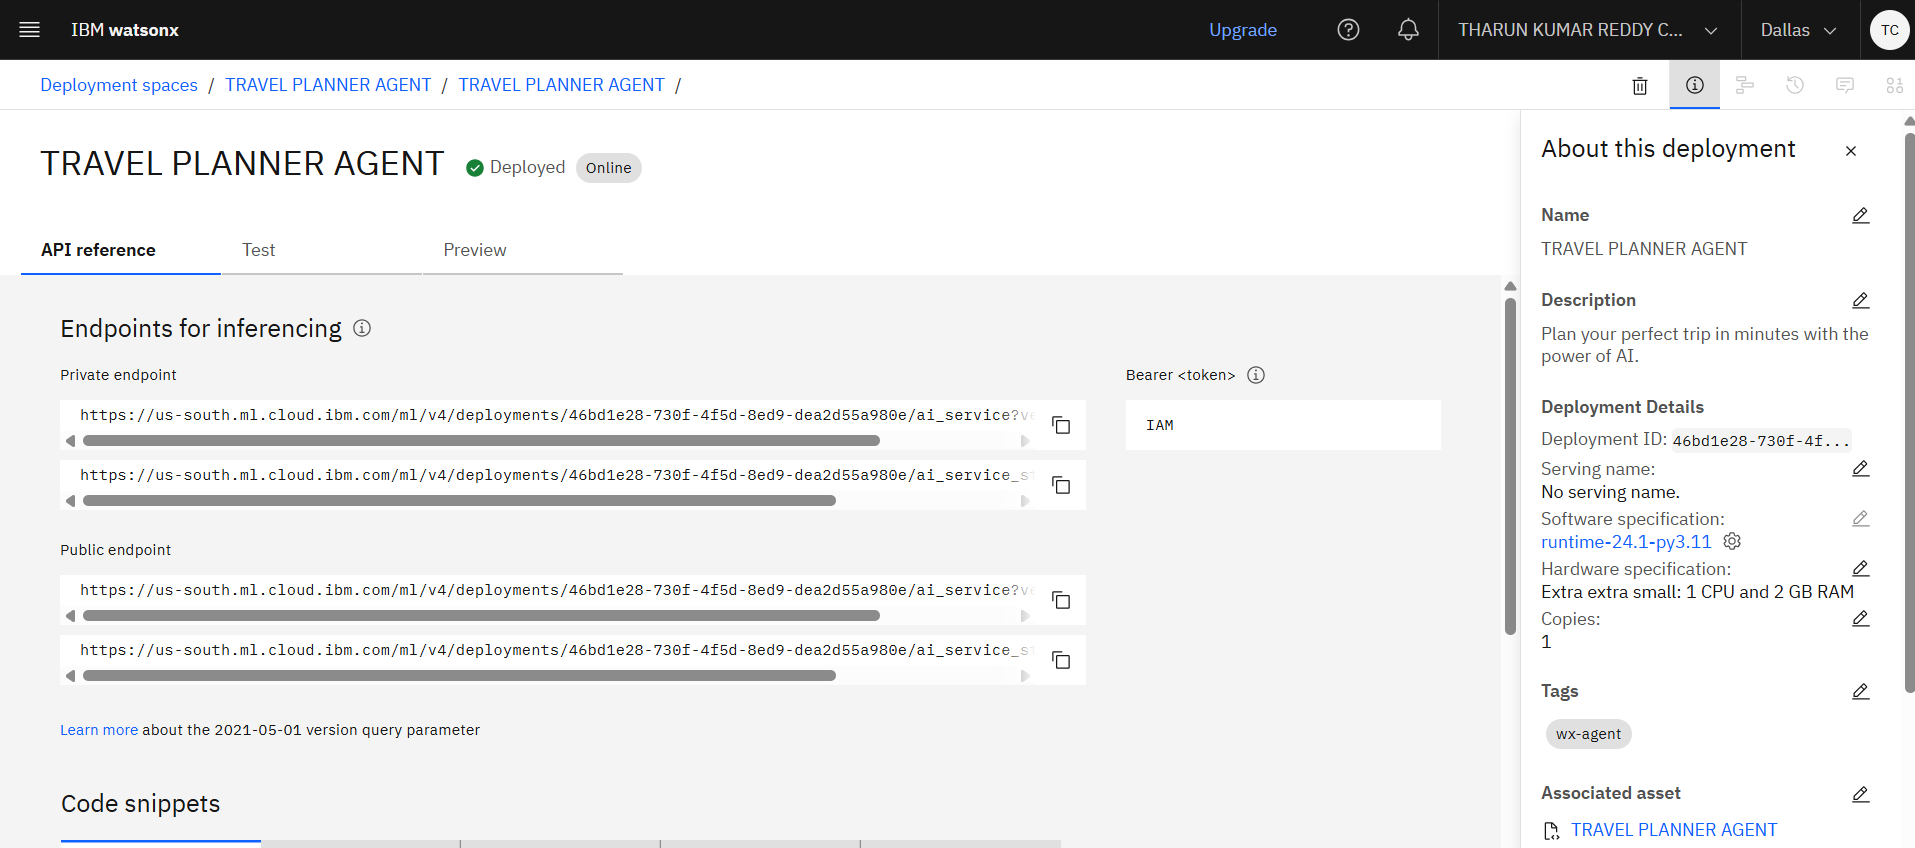 IBM watsonx
Upgrade
THARUN KUMAR REDDY C...
Dallas
TC
Deployment spaces / TRAVEL PLANNER AGENT / TRAVEL PLANNER AGENT /
TRAVEL PLANNER AGENT
Deployed
Online
API reference
Test
Preview
Endpoints for inferencing
Private endpoint
https://us-south.ml.cloud.ibm.com/ml/v4/deployments/46bd1e28-730f-4f5d-8ed9-dea2d55a980e/ai_service?ve
https://us-south.ml.cloud.ibm.com/ml/v4/deployments/46bd1e28-730f-4f5d-8ed9-dea2d55a980e/ai_service_s
Bearer <token>
IAM
Public endpoint
https://us-south.ml.cloud.ibm.com/ml/v4/deployments/46bd1e28-730f-4f5d-8ed9-dea2d55a980e/ai_service?ve
https://us-south.ml.cloud.ibm.com/ml/v4/deployments/46bd1e28-730f-4f5d-8ed9-dea2d55a980e/ai_service_s
Learn more about the 2021-05-01 version query parameter
Code snippets
About this deployment
Name
TRAVEL PLANNER AGENT
Description
Plan your perfect trip in minutes with the
power of AI.
Deployment Details
Deployment ID: 46bd1e28-730f-4f...
Serving name:
No serving name.
Software specification:
runtime-24.1-py3.11
Hardware specification:
Extra extra small: 1 CPU and 2 GB RAM
Copies:
1
Tags
wx-agent
Associated asset
TRAVEL PLANNER AGENT